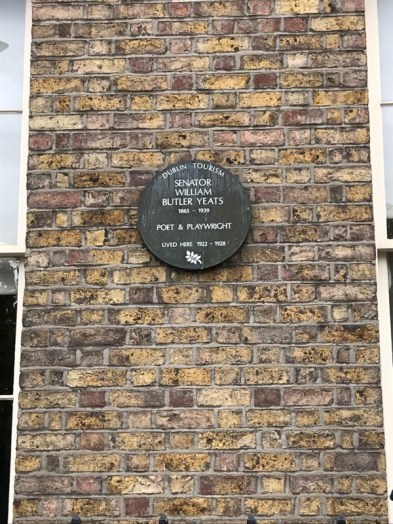 DUBLIN TOURISM
SENATOR
WILLIAM
BUTLER YEATS
1865 - 1939
POET & PLAYWRIGHT
LIVED HERE 1922 - 1928